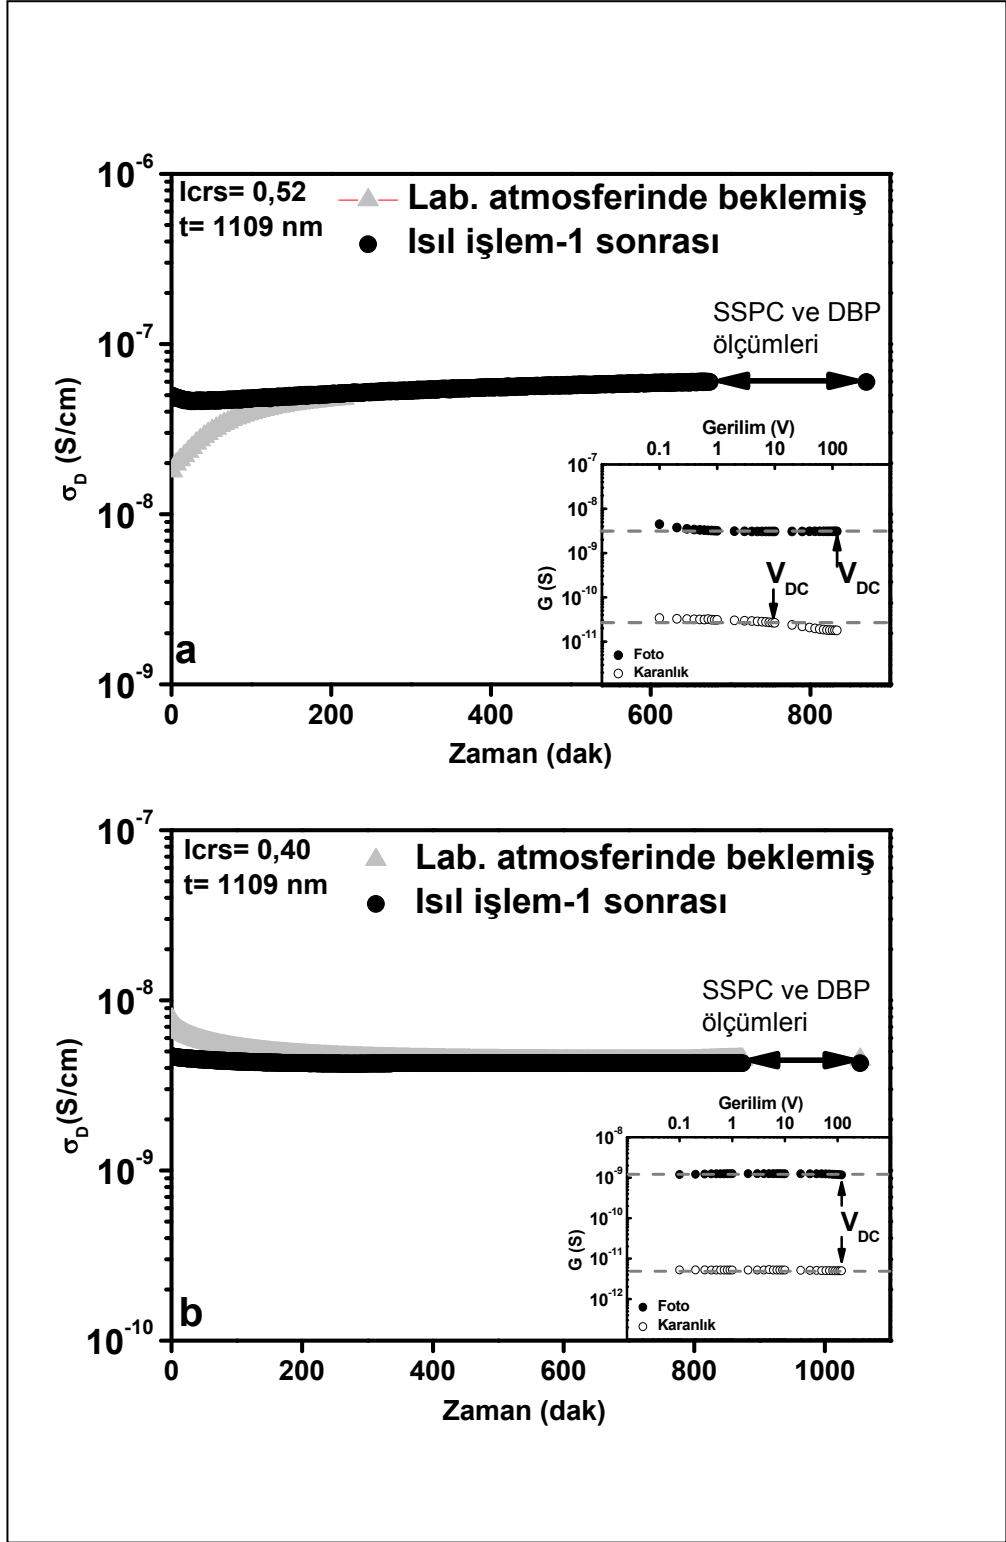 Icrs= 0,52
t= 1109 nm
Lab. atmosferinde beklemiş
Isıl işlem-1 sonrası
SSPC ve DBP
ölçümleri
10-6
10-7
10-8
10-9
σD (S/cm)
Gerilim (V)
0.1 1 10 100
10-7
10-8
10-9
10-10
10-11
G (S)
VDC
VDC
Foto
Karanlık
a
0 200 400 600 800
Zaman (dak)
Icrs= 0,40
t= 1109 nm
Lab. atmosferinde beklemiş
Isıl işlem-1 sonrası
SSPC ve DBP
ölçümleri
10-7
10-8
10-9
10-10
σD(S/cm)
Gerilim (V)
0.1 1 10 100
10-8
10-9
10-10
10-11
10-12
G (S)
VDC
Foto
Karanlık
b
0 200 400 600 800 1000
Zaman (dak)